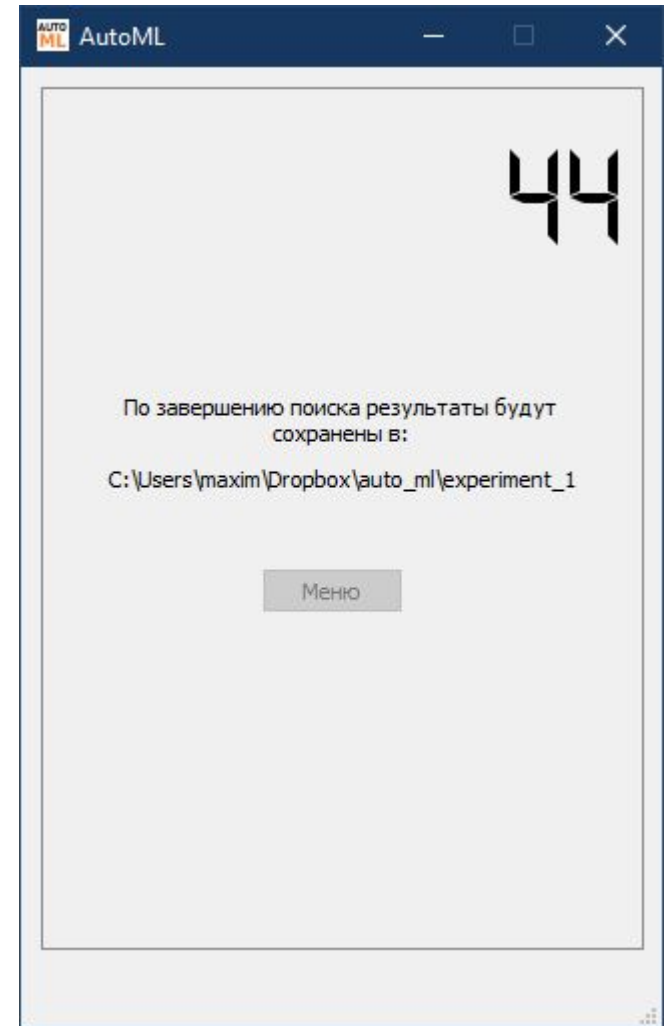 AUTO
ML
AutoML
44
По завершению поиска результаты будут
сохранены в:
C:\Users\maxim\Dropbox\auto_ml\experiment_1
Меню